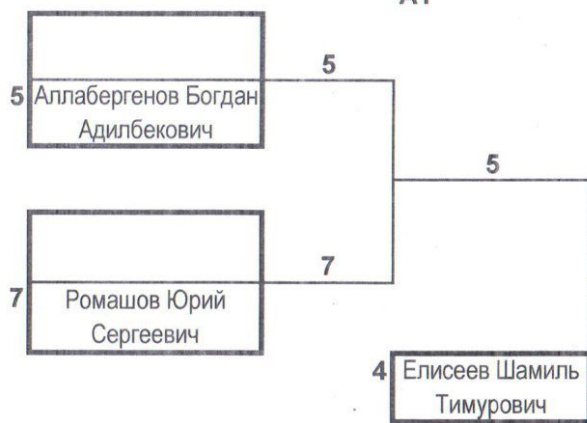 5
5 Аллабергенов Богдан
Адилбекович
5
7
7 Ромашов Юрий
Сергеевич
4 Елисеев Шамиль
Тимурович